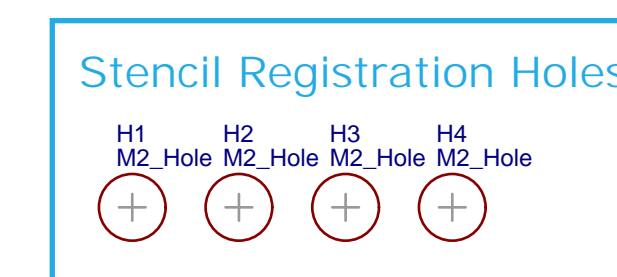 Stencil Registration Holes
H1 H2 H3 H4
M2_Hole M2_Hole M2_Hole M2_Hole